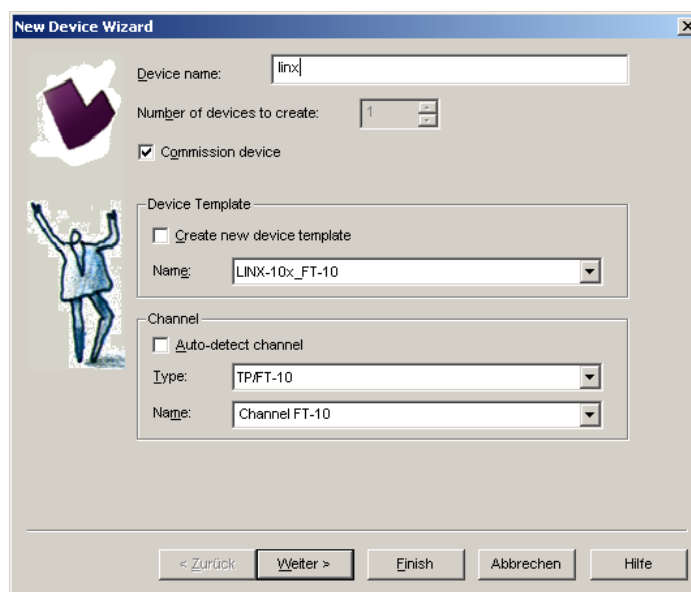 New Device Wizard
Device name: linx
Number of devices to create: 1
Commission device
Device Template
Create new device template
Name: LINX-10x_FT-10
Channel
Auto-detect channel
Type: TP/FT-10
Name: Channel FT-10
< Zurück Weiter > Finish Abbrechen Hilfe